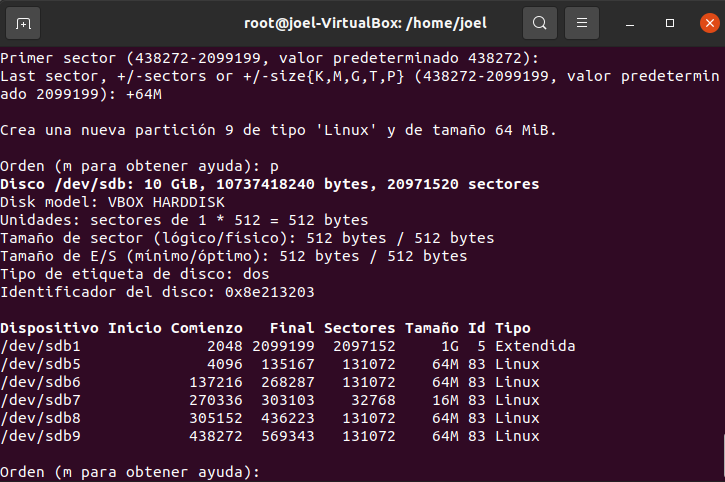 root@joel-VirtualBox: /home/joel
Primer sector (438272-2099199, valor predeterminado 438272):
Last sector, +/-sectors or +/-size{K,M,G,T,P} (438272-2099199, valor predetermin
ado 2099199): +64M
Crea una nueva partición 9 de tipo 'Linux' y de tamaño 64 MiB.
Orden (m para obtener ayuda): p
Disco /dev/sdb: 10 GiB, 10737418240 bytes, 20971520 sectores
Disk model: VBOX HARDDISK
Unidades: sectores de 1 * 512 = 512 bytes
Tamaño de sector (lógico/físico): 512 bytes / 512 bytes
Tamaño de E/S (mínimo/óptimo): 512 bytes / 512 bytes
Tipo de etiqueta de disco: dos
Identificador del disco: 0x8e213203
Dispositivo Inicio Comienzo   Final Sectores Tamaño Id Tipo
/dev/sdb1              2048 2099199  2097152     1G  5 Extendida
/dev/sdb5              4096  135167   131072    64M 83 Linux
/dev/sdb6            137216  268287   131072    64M 83 Linux
/dev/sdb7            270336  303103    32768    16M 83 Linux
/dev/sdb8            305152  436223   131072    64M 83 Linux
/dev/sdb9            438272  569343   131072    64M 83 Linux
Orden (m para obtener ayuda):